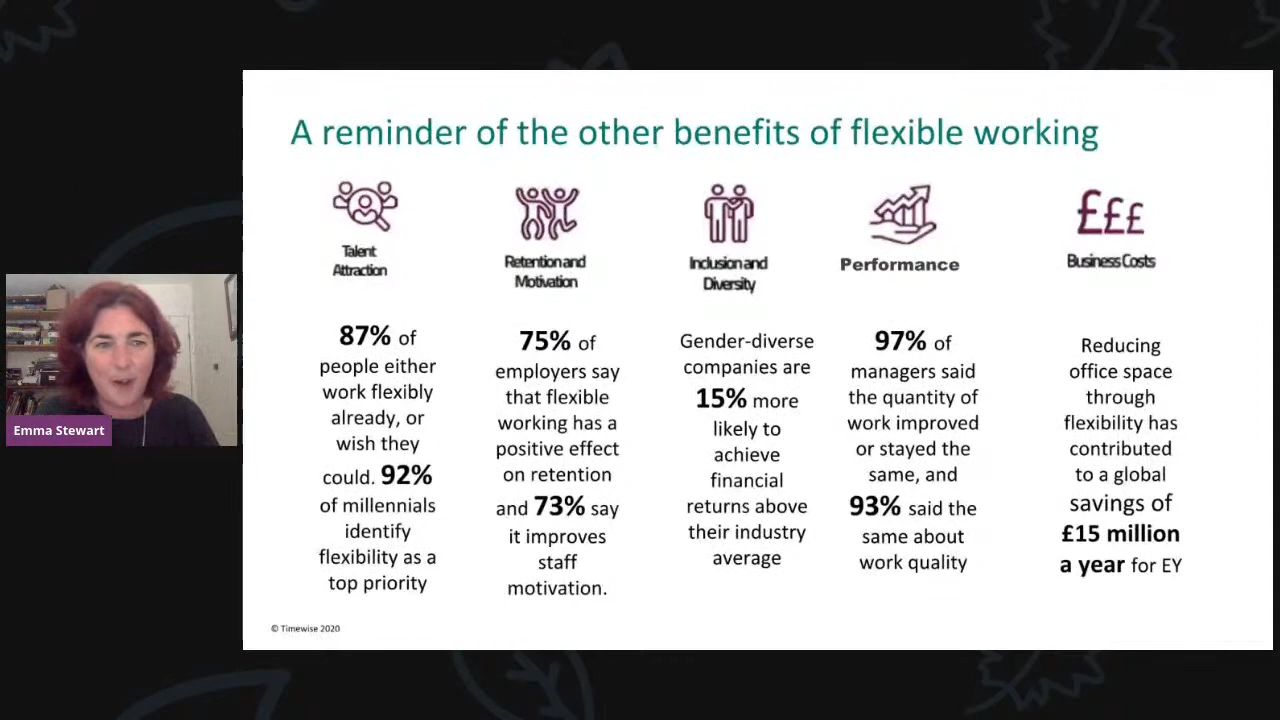 A reminder of the other benefits of flexible working
Talent
Attraction
87% of
people either
work flexibly
already, or
wish they
could. 92%
of millennials
identify
flexibility as a
top priority
Retention and
Motivation
75% of
employers say
that flexible
working has a
positive effect
on retention
and 73% say
it improves
staff
motivation.
Inclusion and
Diversity
Gender-diverse
companies are
15% more
likely to
achieve
financial
returns above
their industry
average
Performance
97% of
managers said
the quantity of
work improved
or stayed the
same, and
93% said the
same about
work quality
£££
Business Costs
Reducing
office space
through
flexibility has
contributed
to a global
savings of
£15 million
a year for EY
Emma Stewart
© Timewise 2020